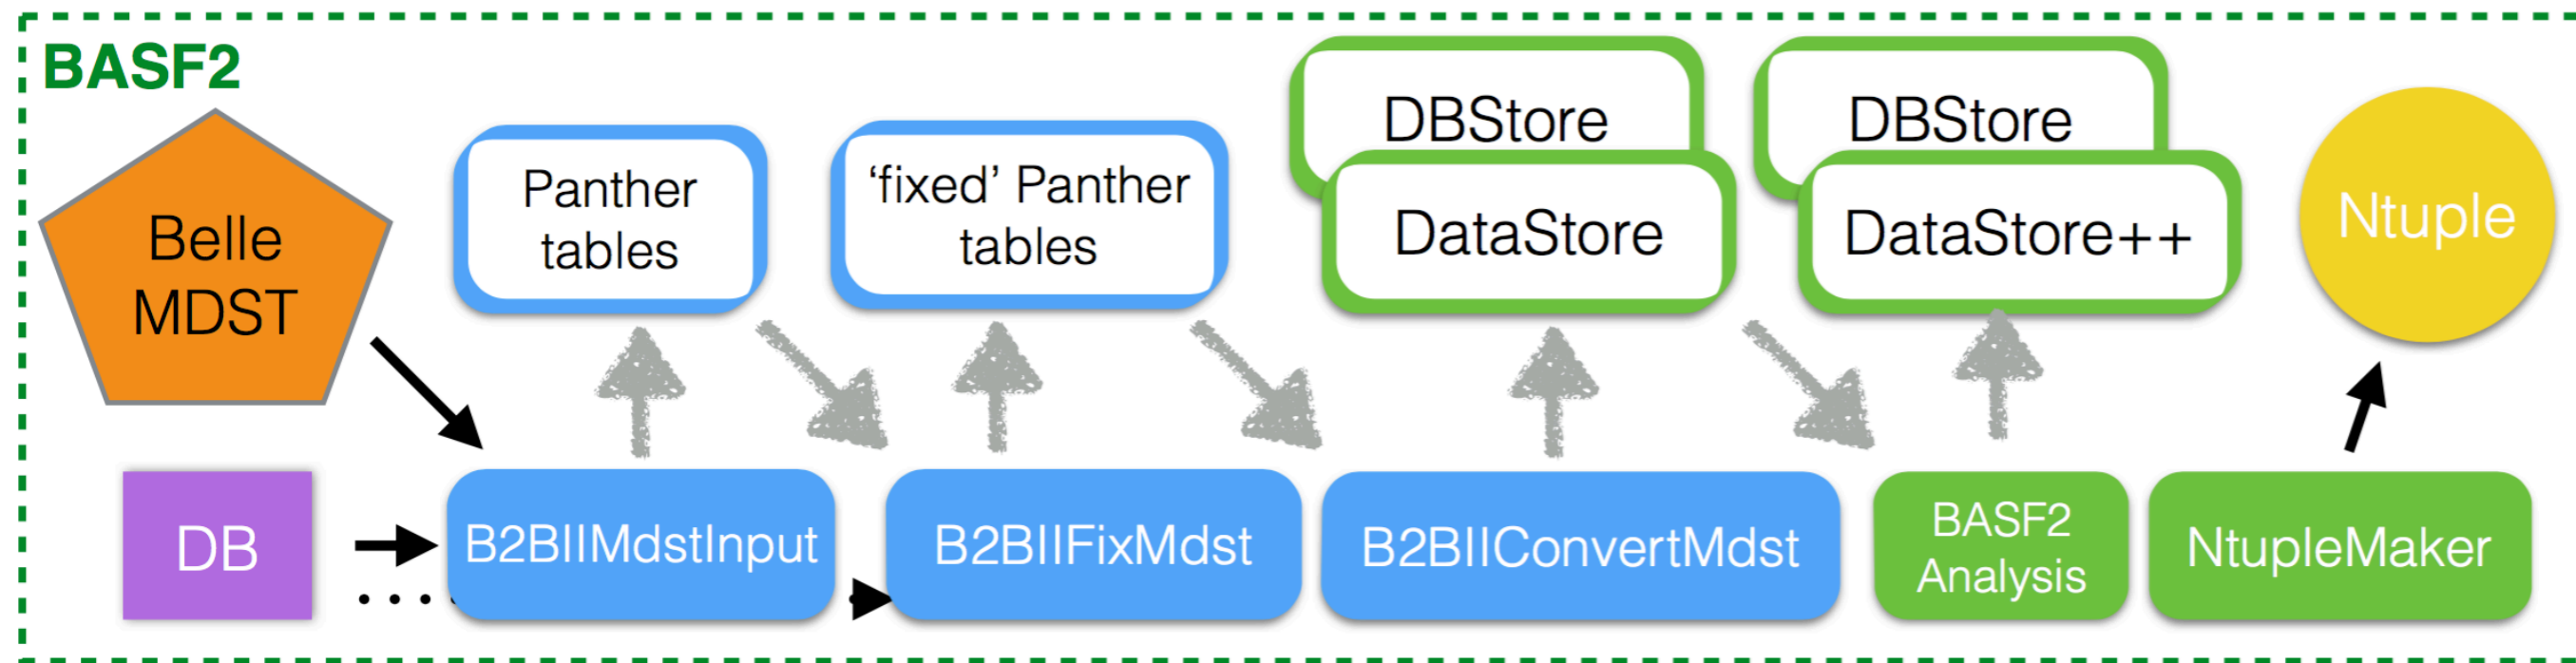 BASF2
Belle
MDST
Panther
tables
‘fixed’ Panther
tables
DBStore
DataStore
DBStore
DataStore++
Ntuple
DB
B2BIIMdstInput
B2BIIFixMdst
B2BIIConvertMdst
BASF2
Analysis
NtupleMaker